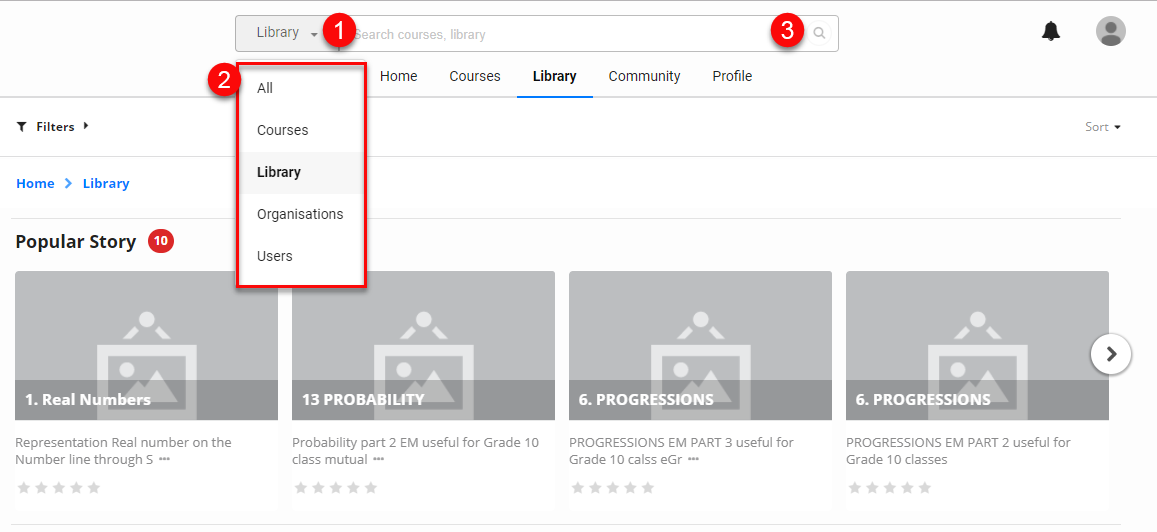 Library
1
Search courses, library
3
2
Home Courses Library Community Profile
All
Courses
Library
Organisations
Users
Filters
Sort
Home Library
Popular Story 10
1. Real Numbers
Representation Real number on the
Number line through S •••
13 PROBABILITY
Probability part 2 EM useful for Grade 10
class mutual •••
6. PROGRESSIONS
PROGRESSIONS EM PART 3 useful for
Grade 10 calss eGr •••
6. PROGRESSIONS
PROGRESSIONS EM PART 2 useful for
Grade 10 classes